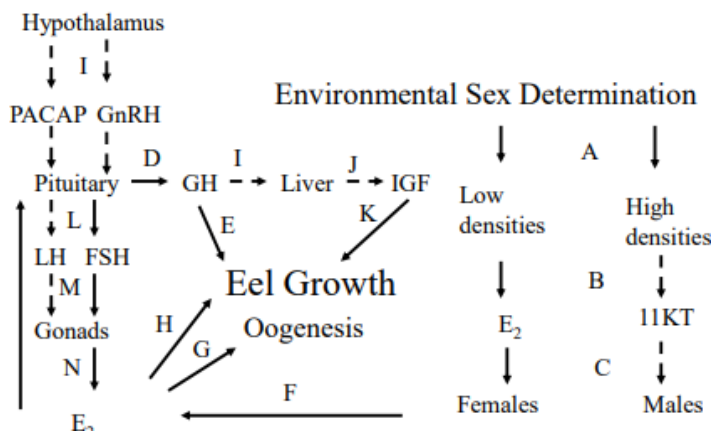 Hypothalamus
I
PACAP GnRH
Environmental Sex Determination
A
D I J
Pituitary GH Liver IGF
L
E
K
Low
densities
High
densities
LH FSH
M
Eel Growth
B
Gonads
H
Oogenesis
E₂
11KT
N
G
F
C
E₂
Females Males